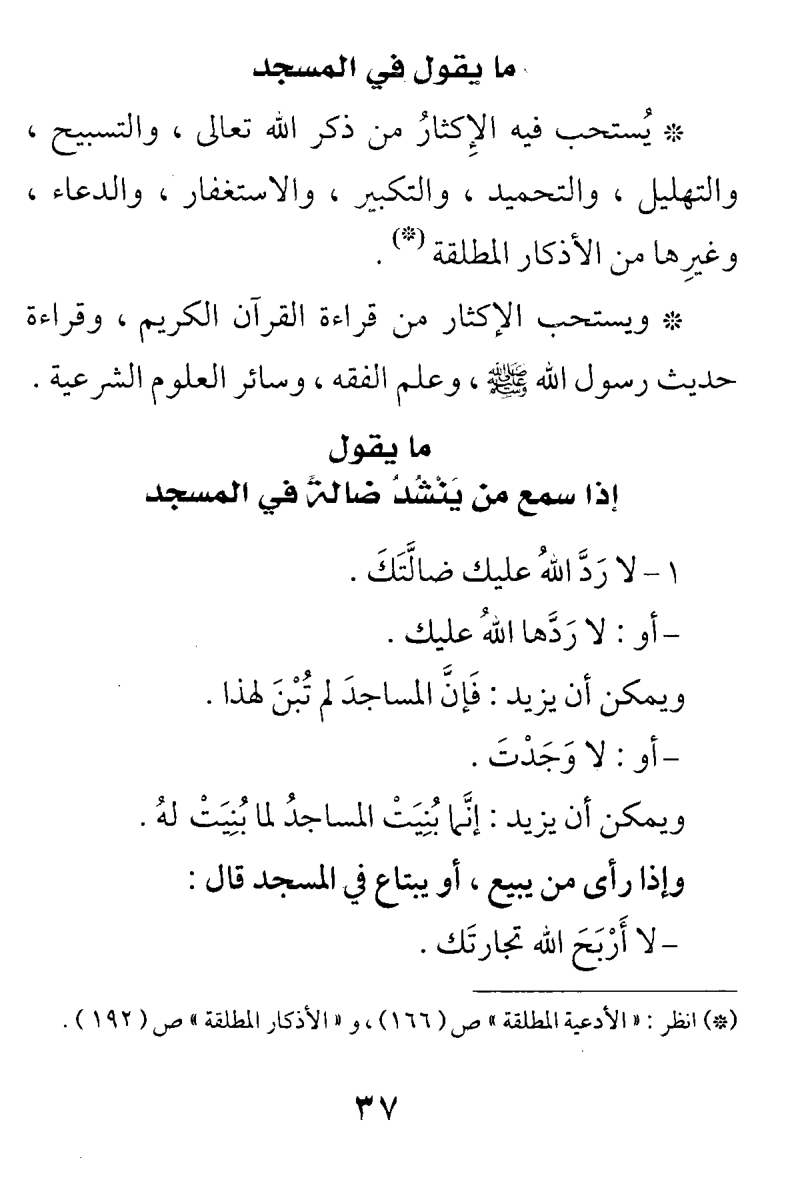 ما يقول في المسجد
* يُستحب فيه الإِكثارُ من ذكر الله تعالى ، والتسبيح ،
والتهليل ، والتحميد ، والتكبير ، والاستغفار ، والدعاء ،
وغيرِها من الأذكار المطلقة (*) .
* ويستحب الإكثار من قراءة القرآن الكريم ، وقراءة
حديث رسول الله ﷺ ، وعلم الفقه ، وسائر العلوم الشرعية .
ما يقول
إذا سمع من يَنْشُدُ ضالةً في المسجد
١ – لا رَدَّ اللهُ عليك ضالَّتَكَ .
– أو : لا رَدَّها اللهُ عليك .
ويمكن أن يزيد : فَإنَّ المساجدَ لم تُبْنَ لهذا .
– أو : لا وَجَدْتَ .
ويمكن أن يزيد : إنَّما بُنِيَتْ المساجدُ لما بُنِيَتْ لهُ .
وإذا رأى من يبيع ، أو يبتاع في المسجد قال :
– لا أَرْبَحَ الله تجارتَك .
(*) انظر : « الأدعية المطلقة » ص ( ١٦٦ ) ، و « الأذكار المطلقة » ص ( ١٩٢ ) .
٣٧